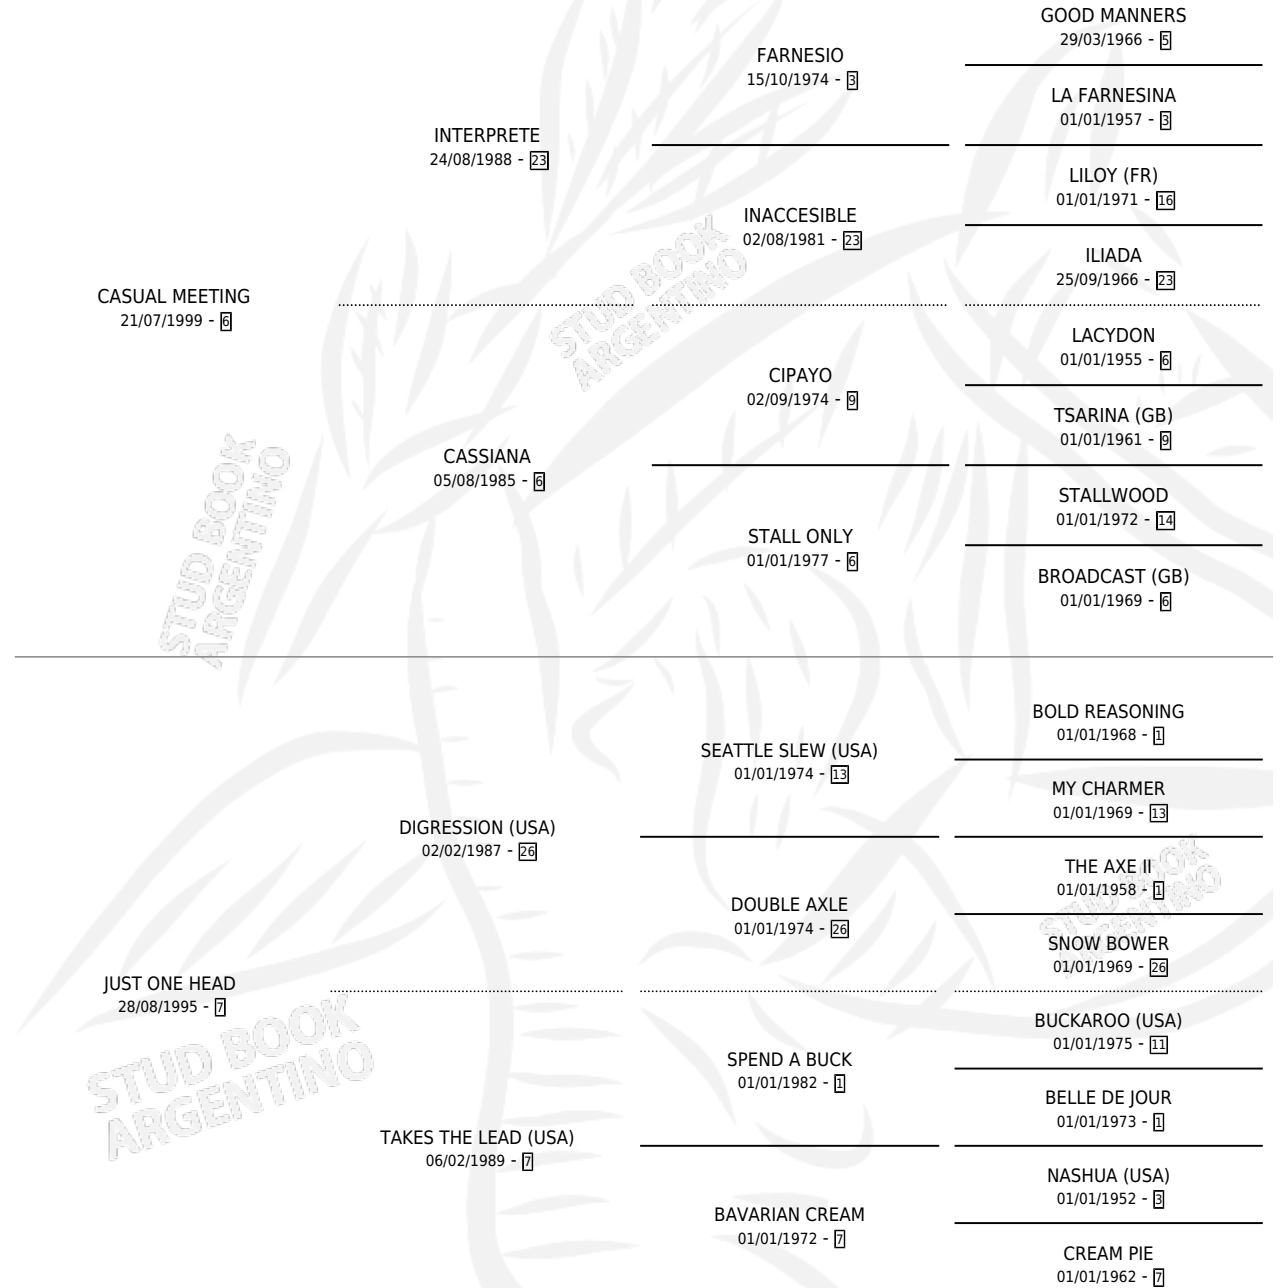 GOOD MANNERS
29/03/1966 - 5
FARNESIO
15/10/1974 - 3
LA FARNESINA
01/01/1957 - 3
INTERPRETE
24/08/1988 - 23
LILOY (FR)
01/01/1971 - 16
INACCESIBLE
02/08/1981 - 23
ILIADA
25/09/1966 - 23
CASUAL MEETING
21/07/1999 - 6
LACYDON
01/01/1955 - 6
CIPAYO
02/09/1974 - 9
TSARINA (GB)
01/01/1961 - 9
CASSIANA
05/08/1985 - 6
STALLWOOD
01/01/1972 - 14
STALL ONLY
01/01/1977 - 6
BROADCAST (GB)
01/01/1969 - 6
BOLD REASONING
01/01/1968 - 1
SEATTLE SLEW (USA)
01/01/1974 - 13
MY CHARMER
01/01/1969 - 13
DIGRESSION (USA)
02/02/1987 - 26
THE AXE II
01/01/1958 - 1
DOUBLE AXLE
01/01/1974 - 26
SNOW BOWER
01/01/1969 - 26
JUST ONE HEAD
28/08/1995 - 7
BUCKAROO (USA)
01/01/1975 - 11
SPEND A BUCK
01/01/1982 - 1
BELLE DE JOUR
01/01/1973 - 1
TAKES THE LEAD (USA)
06/02/1989 - 7
NASHUA (USA)
01/01/1952 - 3
BAVARIAN CREAM
01/01/1972 - 7
CREAM PIE
01/01/1962 - 7
STUD BOOK
ARGENTINO
STUD BOOK
ARGENTINO
STUD BOOK
ARGENTINO
STUD BOOK
ARGENTINO